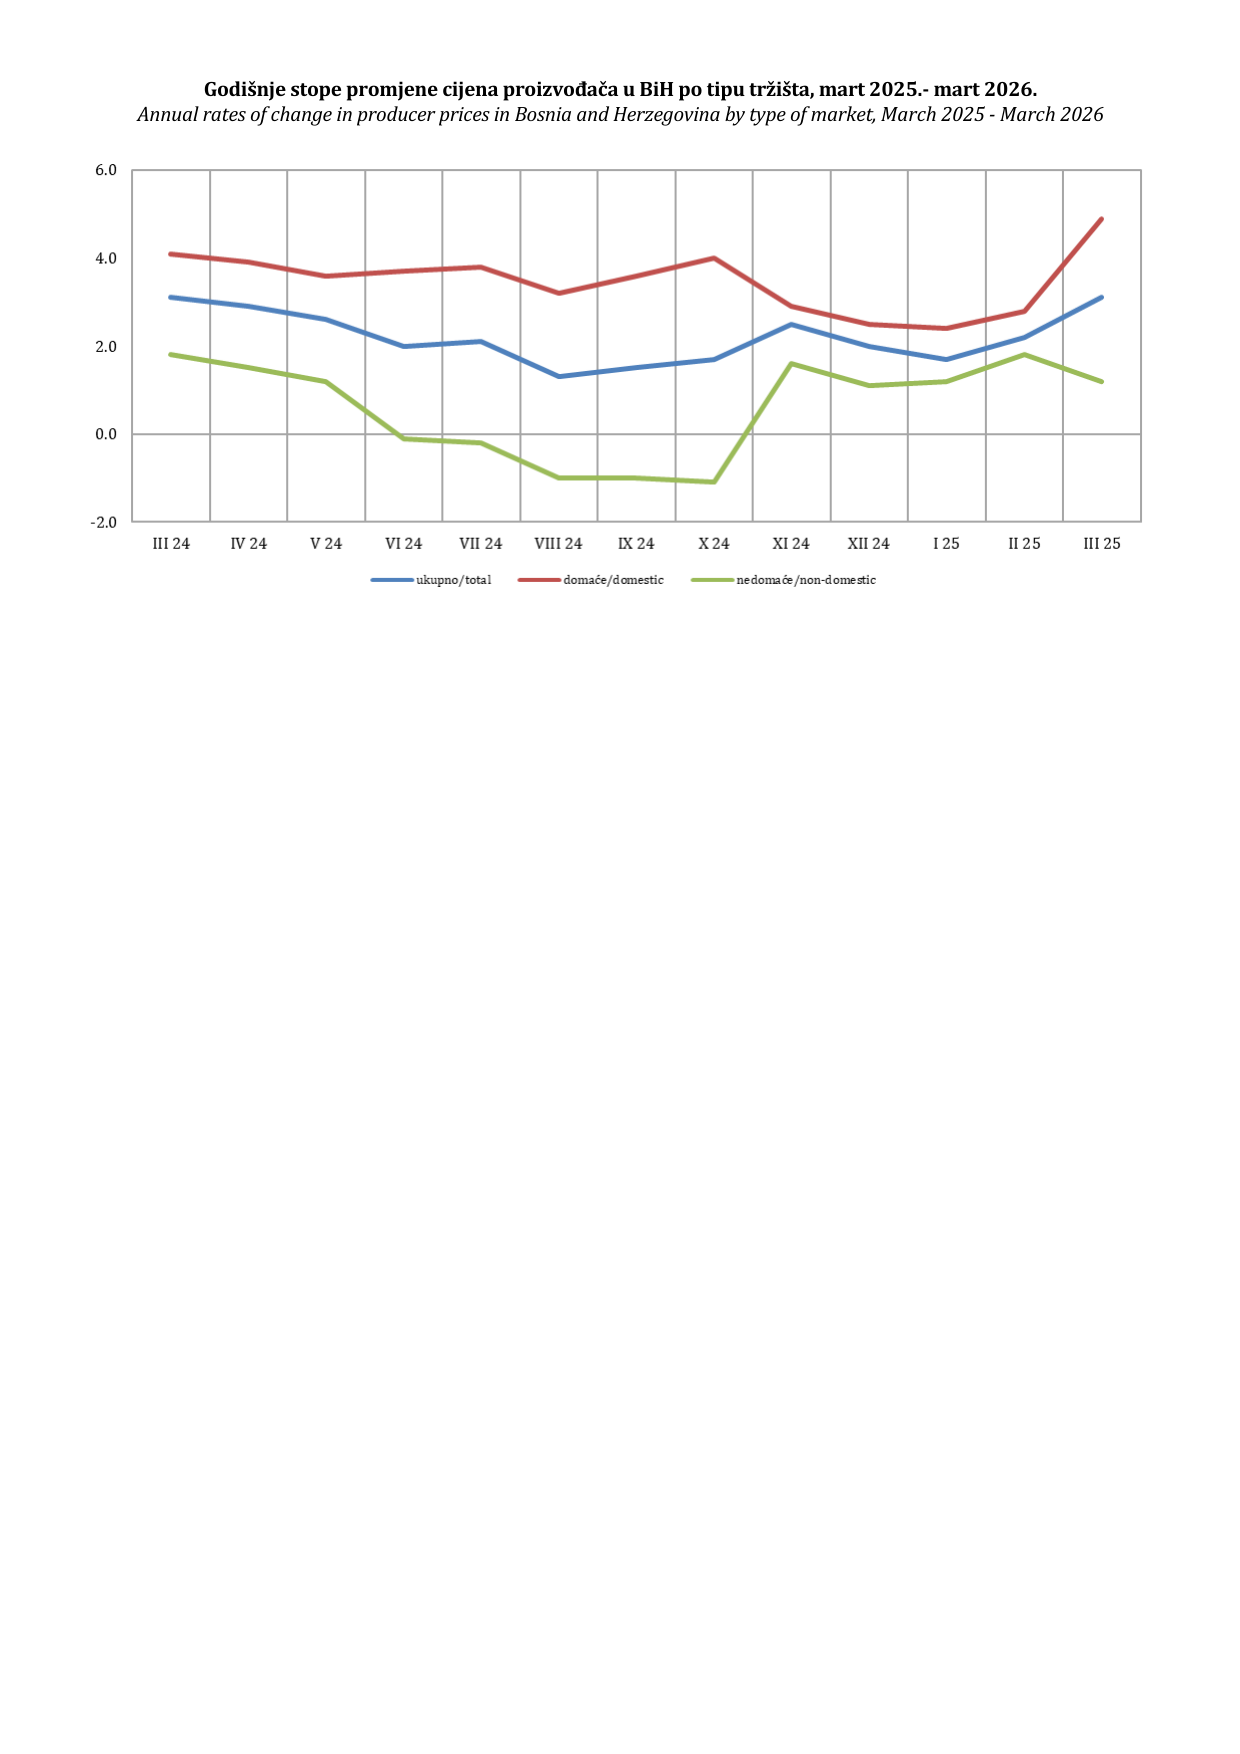 Godišnje stope promjene cijena proizvođača u BiH po tipu tržišta, mart 2025.- mart 2026.
Annual rates of change in producer prices in Bosnia and Herzegovina by type of market, March 2025 - March 2026
6.0
4.0
2.0
0.0
-2.0
III 24 IV 24 V 24 VI 24 VII 24 VIII 24 IX 24 X 24 XI 24 XII 24 I 25 II 25 III 25
ukupno/total domaće/domestic nedomaće/non-domestic